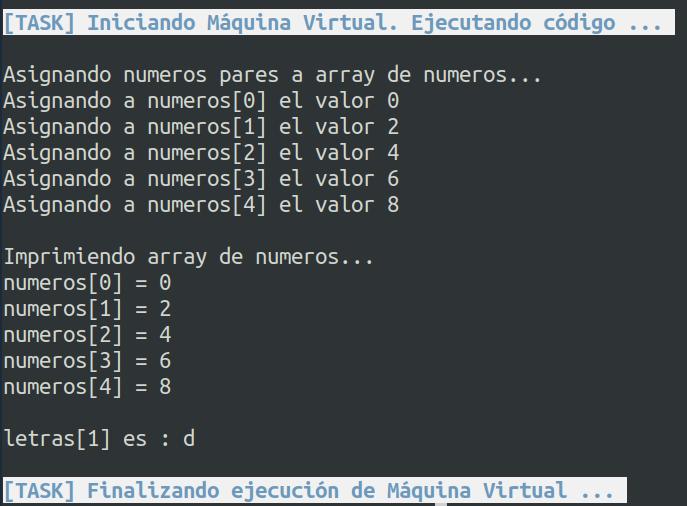 [TASK] Iniciando Máquina Virtual. Ejecutando código ...
Asignando numeros pares a array de numeros...
Asignando a numeros[0] el valor 0
Asignando a numeros[1] el valor 2
Asignando a numeros[2] el valor 4
Asignando a numeros[3] el valor 6
Asignando a numeros[4] el valor 8
Imprimiendo array de numeros...
numeros[0] = 0
numeros[1] = 2
numeros[2] = 4
numeros[3] = 6
numeros[4] = 8
letras[1] es : d
[TASK] Finalizando ejecución de Máquina Virtual ...